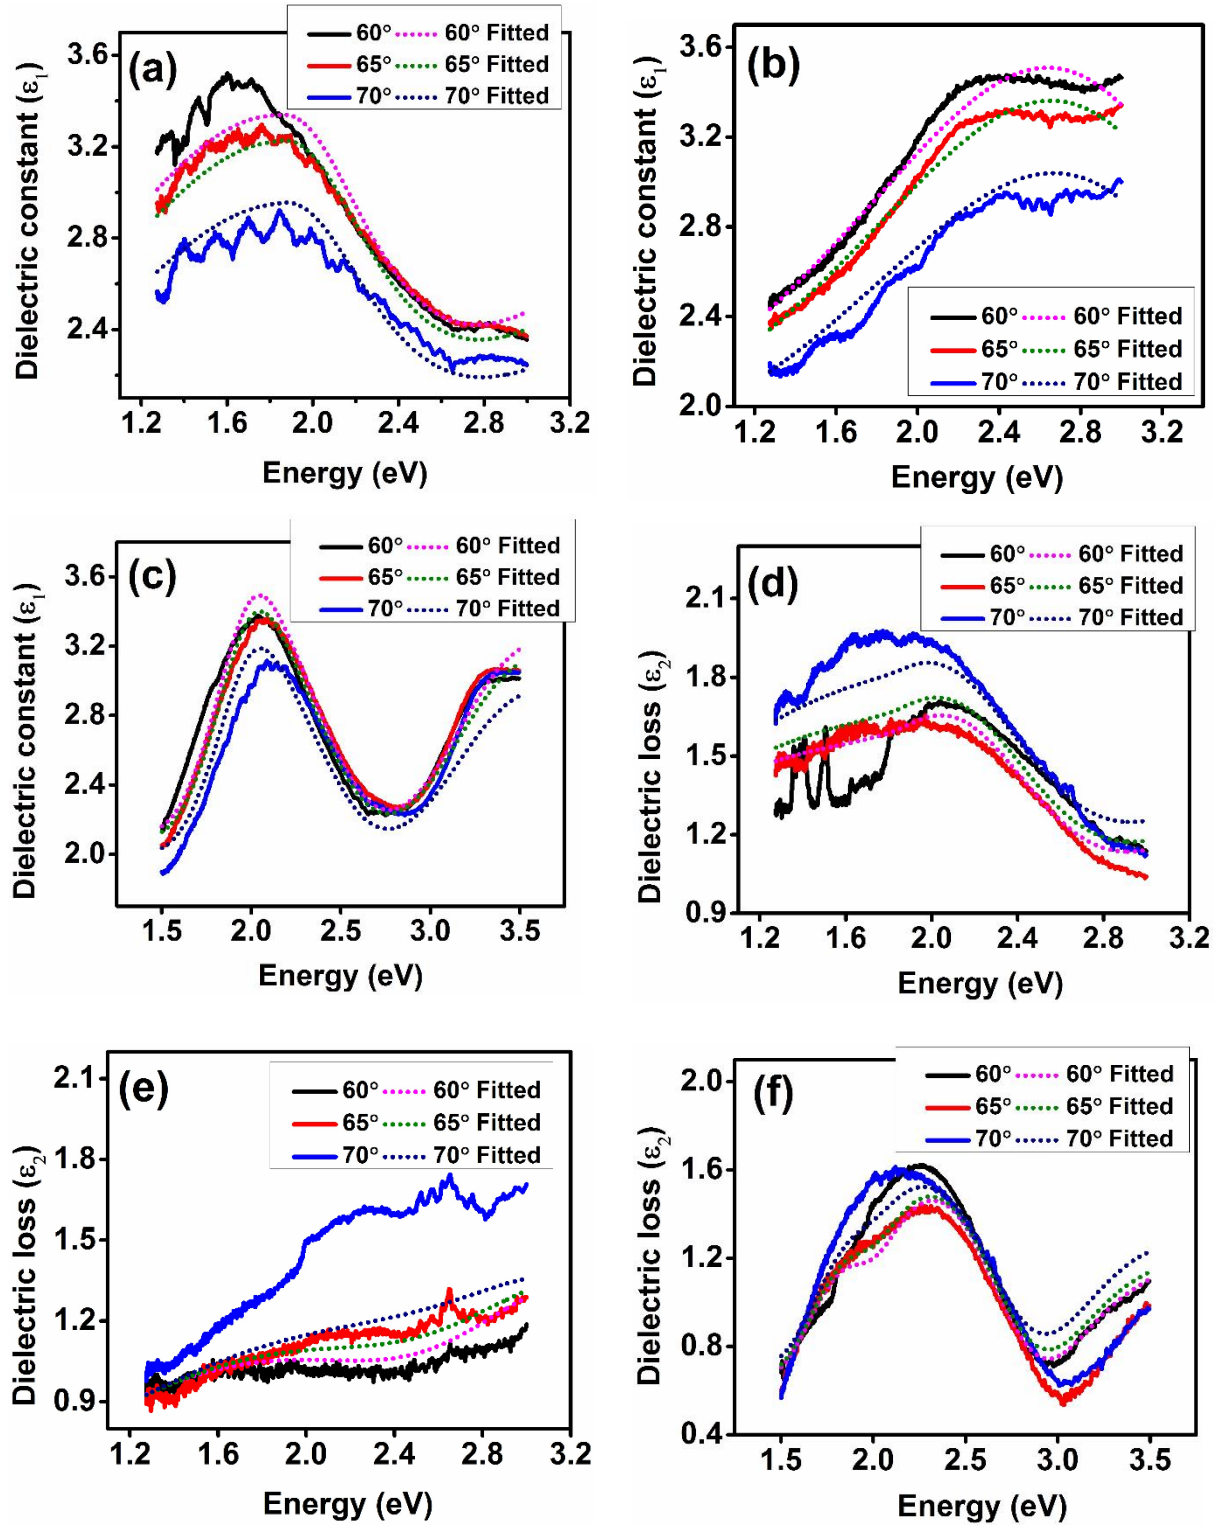 (a)
60° 60° Fitted
65° 65° Fitted
70° 70° Fitted
Dielectric constant (ε₁)
3.6
3.2
2.8
2.4
1.2 1.6 2.0 2.4 2.8 3.2
Energy (eV)
(b)
60° 60° Fitted
65° 65° Fitted
70° 70° Fitted
Dielectric constant (ε₁)
3.6
3.2
2.8
2.4
2.0
1.2 1.6 2.0 2.4 2.8 3.2
Energy (eV)
(c)
60° 60° Fitted
65° 65° Fitted
70° 70° Fitted
Dielectric constant (ε₁)
3.6
3.2
2.8
2.4
2.0
1.5 2.0 2.5 3.0 3.5
Energy (eV)
(d)
60° 60° Fitted
65° 65° Fitted
70° 70° Fitted
Dielectric loss (ε₂)
2.1
1.8
1.5
1.2
0.9
1.2 1.6 2.0 2.4 2.8 3.2
Energy (eV)
(e)
60° 60° Fitted
65° 65° Fitted
70° 70° Fitted
Dielectric loss (ε₂)
2.1
1.8
1.5
1.2
0.9
1.2 1.6 2.0 2.4 2.8 3.2
Energy (eV)
(f)
60° 60° Fitted
65° 65° Fitted
70° 70° Fitted
Dielectric loss (ε₂)
2.0
1.6
1.2
0.8
0.4
1.5 2.0 2.5 3.0 3.5
Energy (eV)